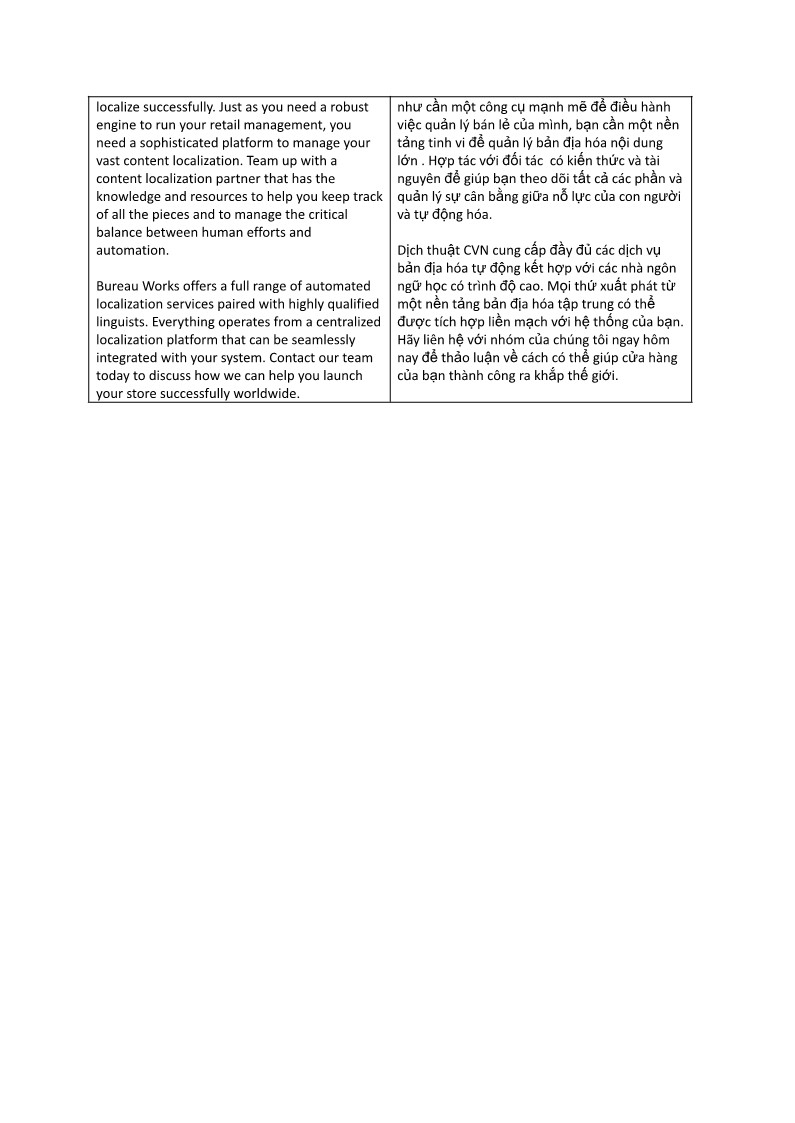 localize successfully. Just as you need a robust
engine to run your retail management, you
need a sophisticated platform to manage your
vast content localization. Team up with a
content localization partner that has the
knowledge and resources to help you keep track
of all the pieces and to manage the critical
balance between human efforts and
automation.
Bureau Works offers a full range of automated
localization services paired with highly qualified
linguists. Everything operates from a centralized
localization platform that can be seamlessly
integrated with your system. Contact our team
today to discuss how we can help you launch
your store successfully worldwide.
như cần một công cụ mạnh mẽ để điều hành
việc quản lý bán lẻ của mình, bạn cần một nền
tảng tinh vi để quản lý bản địa hóa nội dung
lớn . Hợp tác với đối tác  có kiến thức và tài
nguyên để giúp bạn theo dõi tất cả các phần và
quản lý sự cân bằng giữa nỗ lực của con người
và tự động hóa.
Dịch thuật CVN cung cấp đầy đủ các dịch vụ
bản địa hóa tự động kết hợp với các nhà ngôn
ngữ học có trình độ cao. Mọi thứ xuất phát từ
một nền tảng bản địa hóa tập trung có thể
được tích hợp liền mạch với hệ thống của bạn.
Hãy liên hệ với nhóm của chúng tôi ngay hôm
nay để thảo luận về cách có thể giúp cửa hàng
của bạn thành công ra khắp thế giới.